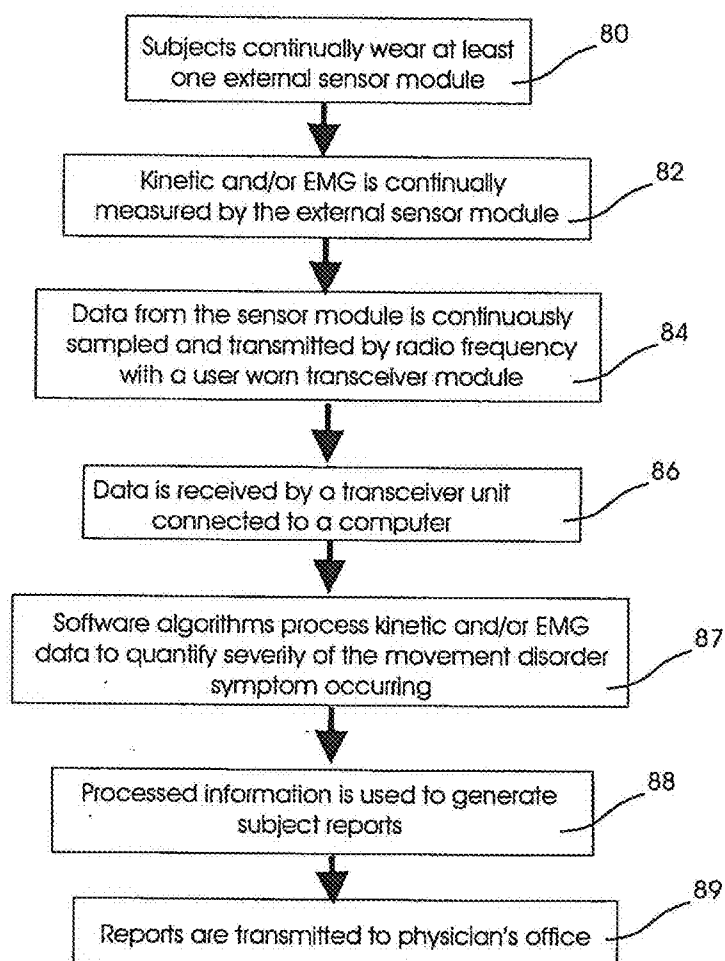 Subjects continually wear at least
one external sensor module
80
Kinetic and/or EMG is continually
measured by the external sensor module
82
Data from the sensor module is continuously
sampled and transmitted by radio frequency
with a user worn transceiver module
84
Data is received by a transceiver unit
connected to a computer
86
Software algorithms process kinetic and/or EMG
data to quantify severity of the movement disorder
symptom occurring
87
Processed information is used to generate
subject reports
88
Reports are transmitted to physician's office
89